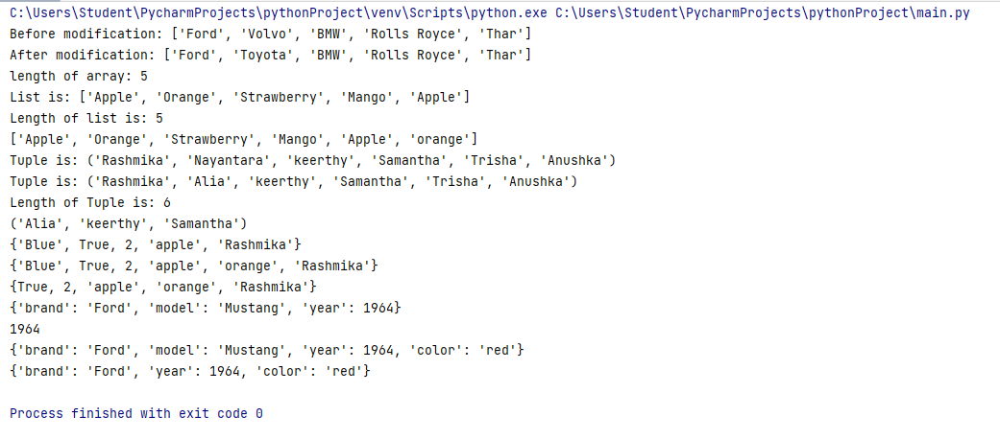 C:\Users\Student\PycharmProjects\pythonProject\venv\Scripts\python.exe C:\Users\Student\PycharmProjects\pythonProject\main.py
Before modification: ['Ford', 'Volvo', 'BMW', 'Rolls Royce', 'Thar']
After modification: ['Ford', 'Toyota', 'BMW', 'Rolls Royce', 'Thar']
length of array: 5
List is: ['Apple', 'Orange', 'Strawberry', 'Mango', 'Apple']
Length of list is: 5
['Apple', 'Orange', 'Strawberry', 'Mango', 'Apple', 'orange']
Tuple is: ('Rashmika', 'Nayantara', 'keerthy', 'Samantha', 'Trisha', 'Anushka')
Tuple is: ('Rashmika', 'Alia', 'keerthy', 'Samantha', 'Trisha', 'Anushka')
Length of Tuple is: 6
('Alia', 'keerthy', 'Samantha')
{'Blue', True, 2, 'apple', 'Rashmika'}
{'Blue', True, 2, 'apple', 'orange', 'Rashmika'}
{True, 2, 'apple', 'orange', 'Rashmika'}
{'brand': 'Ford', 'model': 'Mustang', 'year': 1964}
1964
{'brand': 'Ford', 'model': 'Mustang', 'year': 1964, 'color': 'red'}
{'brand': 'Ford', 'year': 1964, 'color': 'red'}
Process finished with exit code 0